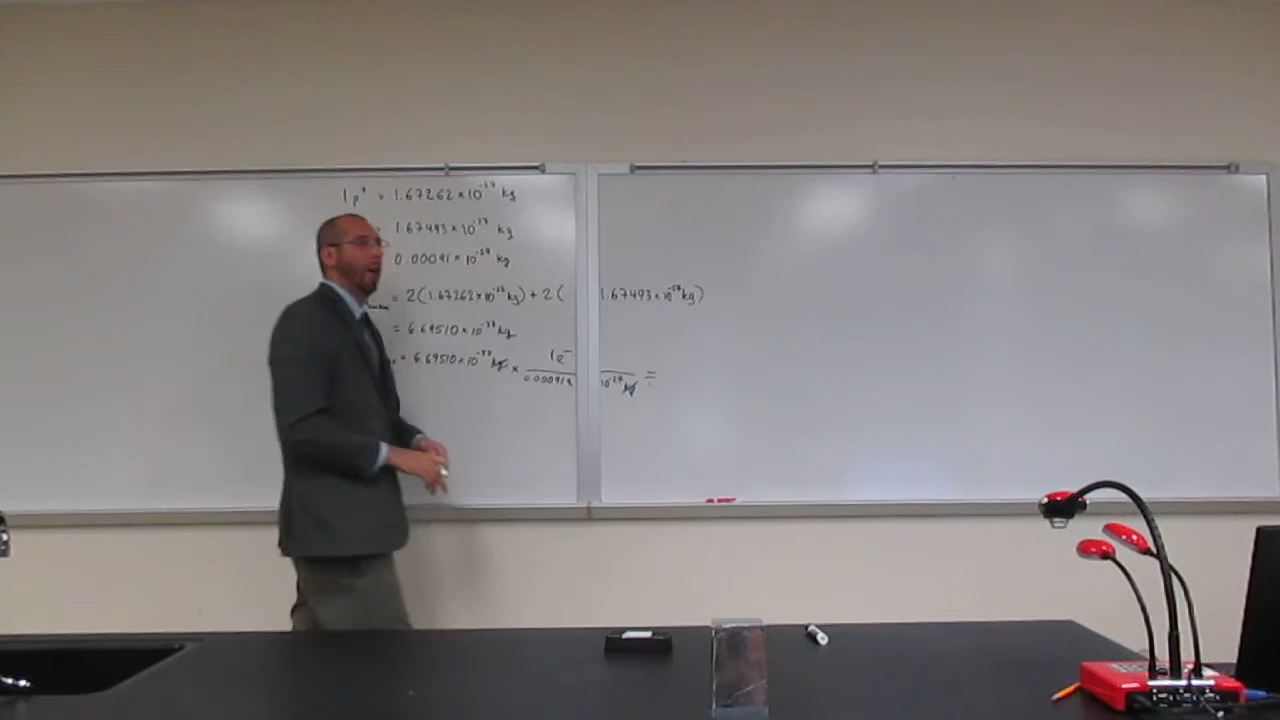 1 p⁺ = 1.67262 × 10⁻²⁷ kg
1.67493 × 10⁻²⁷ kg
0.00091 × 10⁻²⁷ kg
= 2(1.67262 × 10⁻²⁷ kg) + 2(1.67493 × 10⁻²⁷ kg)
= 6.69510 × 10⁻²⁷ kg
= 6.69510 × 10⁻²⁷ kg × 1 e⁻ / 0.00091 × 10⁻²⁷ kg =